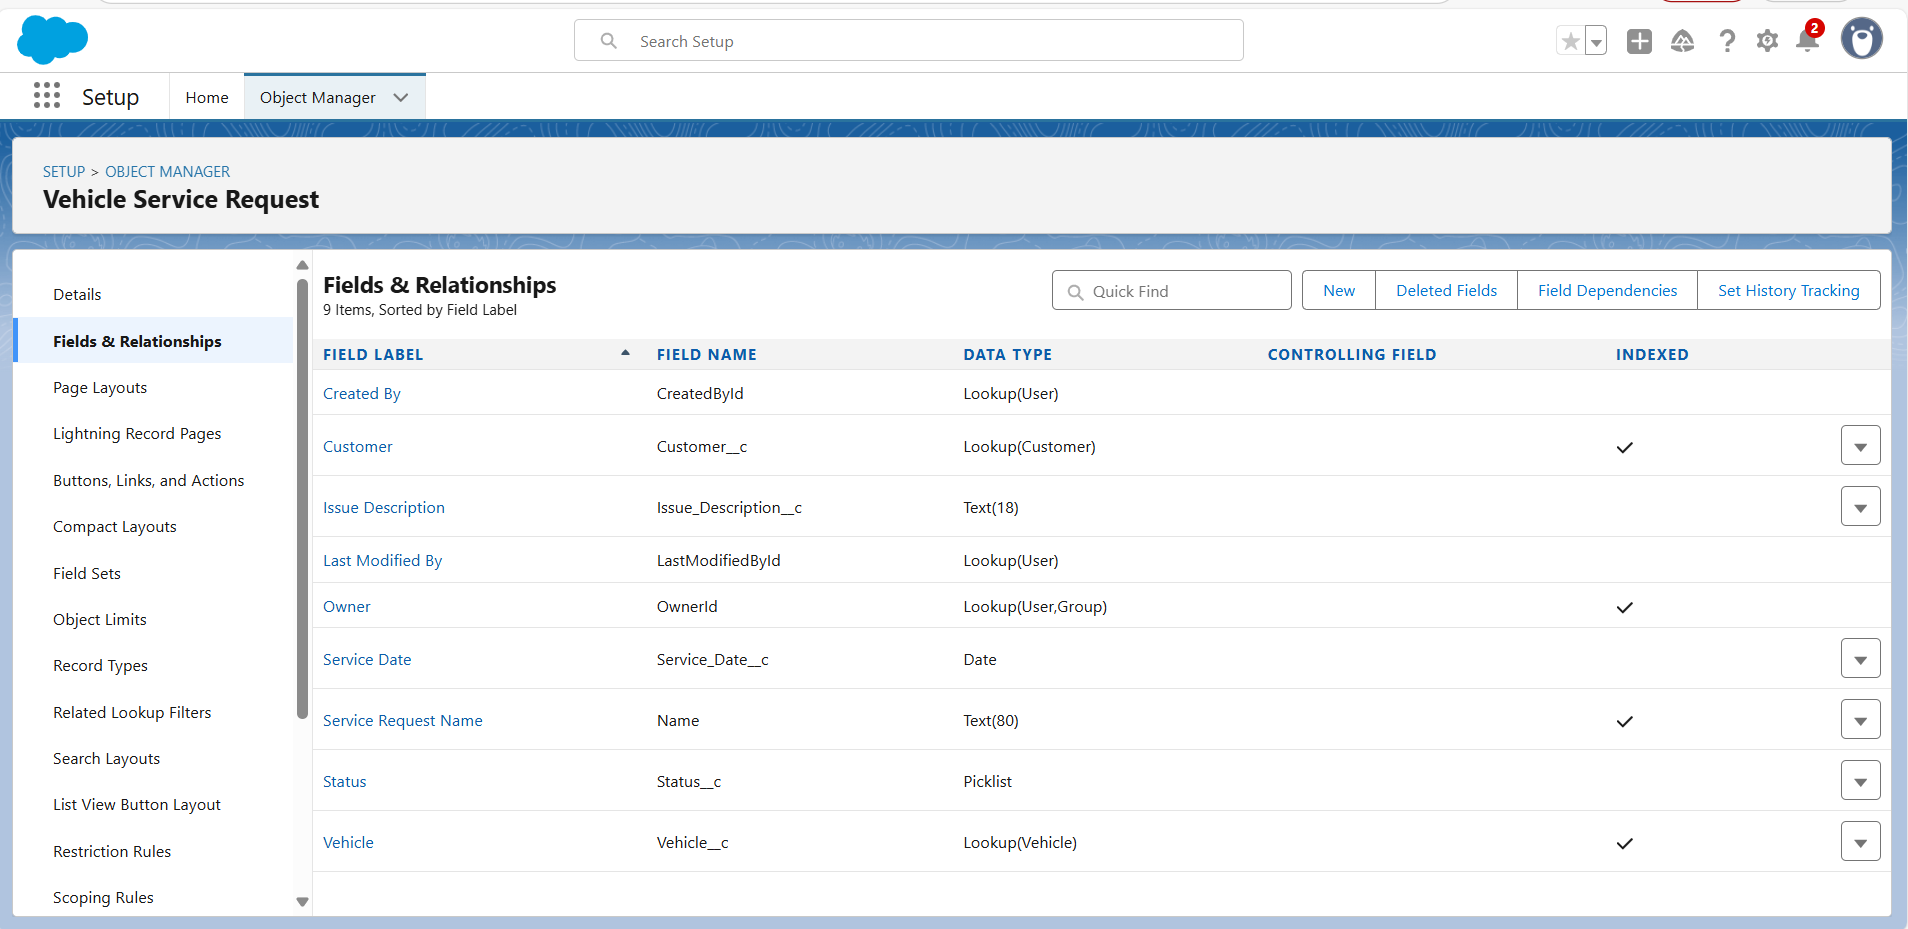 Search Setup
2
Setup
Home
Object Manager
SETUP > OBJECT MANAGER
Vehicle Service Request
Details
Fields & Relationships
Page Layouts
Lightning Record Pages
Buttons, Links, and Actions
Compact Layouts
Field Sets
Object Limits
Record Types
Related Lookup Filters
Search Layouts
List View Button Layout
Restriction Rules
Scoping Rules
Fields & Relationships
9 Items, Sorted by Field Label
Quick Find
New
Deleted Fields
Field Dependencies
Set History Tracking
FIELD LABEL FIELD NAME DATA TYPE CONTROLLING FIELD INDEXED
Created By CreatedById Lookup(User)
Customer Customer__c Lookup(Customer)
Issue Description Issue_Description__c Text(18)
Last Modified By LastModifiedById Lookup(User)
Owner OwnerId Lookup(User,Group)
Service Date Service_Date__c Date
Service Request Name Name Text(80)
Status Status__c Picklist
Vehicle Vehicle__c Lookup(Vehicle)